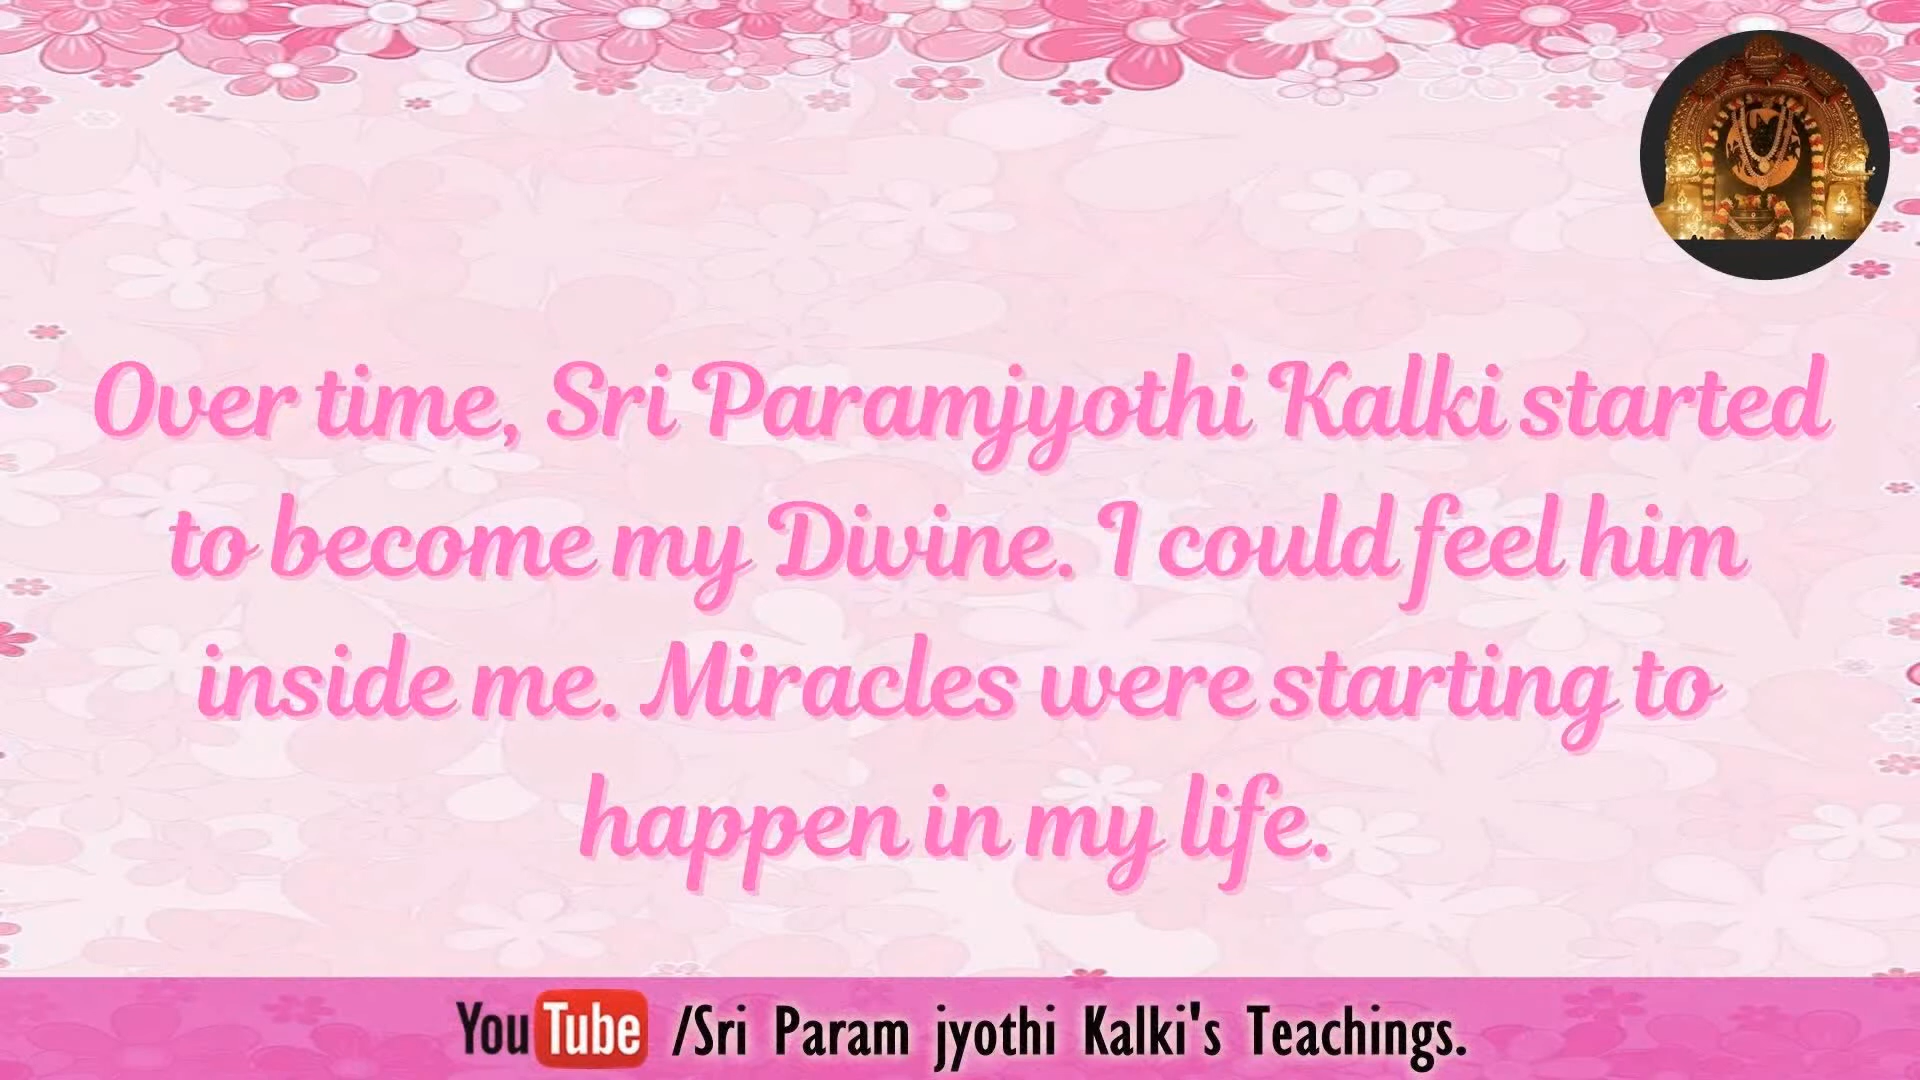 Over time, Sri Paramjyothi Kalki started
to become my Divine. I could feel him
inside me. Miracles were starting to
happen in my life.
YouTube /Sri Param jyothi Kalki's Teachings.